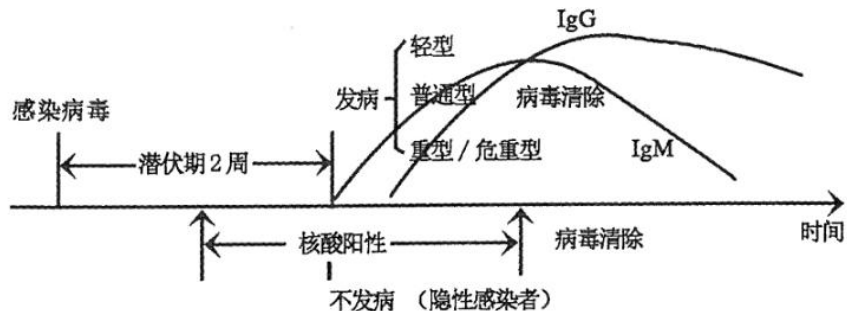 IgG
轻型
发病
普通型
病毒清除
感染病毒
重型/危重型
IgM
潜伏期2周
核酸阳性
病毒清除
时间
不发病（隐性感染者）